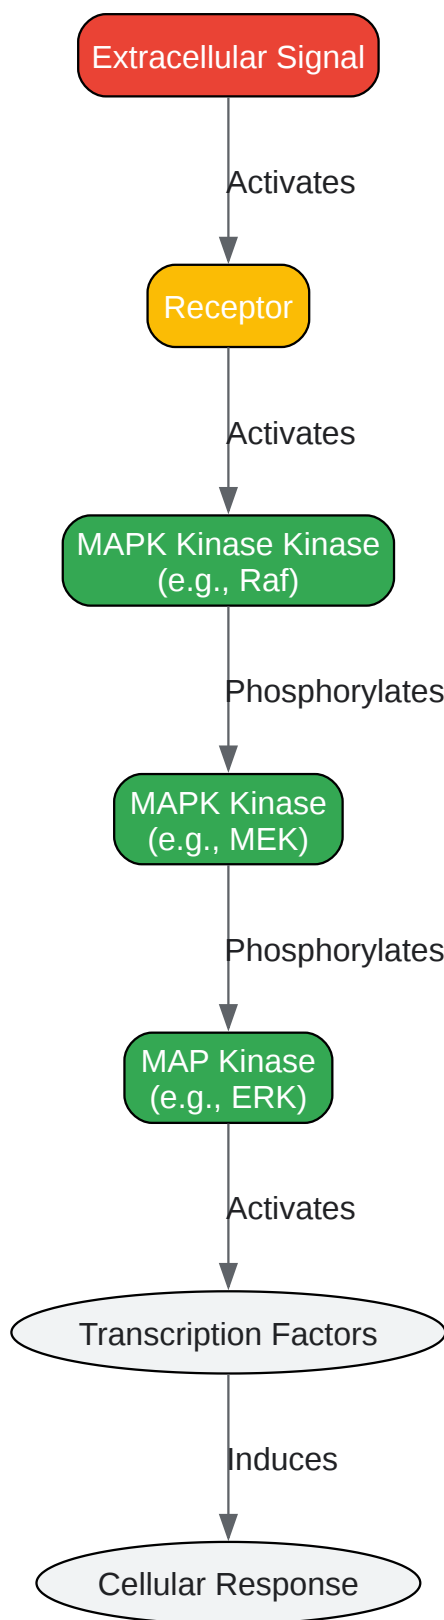 Extracellular Signal
Activates
Receptor
Activates
MAPK Kinase Kinase
(e.g., Raf)
Phosphorylates
MAPK Kinase
(e.g., MEK)
Phosphorylates
MAP Kinase
(e.g., ERK)
Activates
Transcription Factors
Induces
Cellular Response